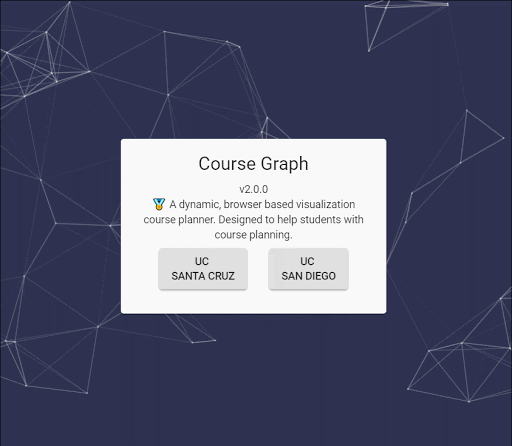 Course Graph
v2.0.0
🏅 A dynamic, browser based visualization
course planner. Designed to help students with
course planning.
UC
SANTA CRUZ
UC
SAN DIEGO